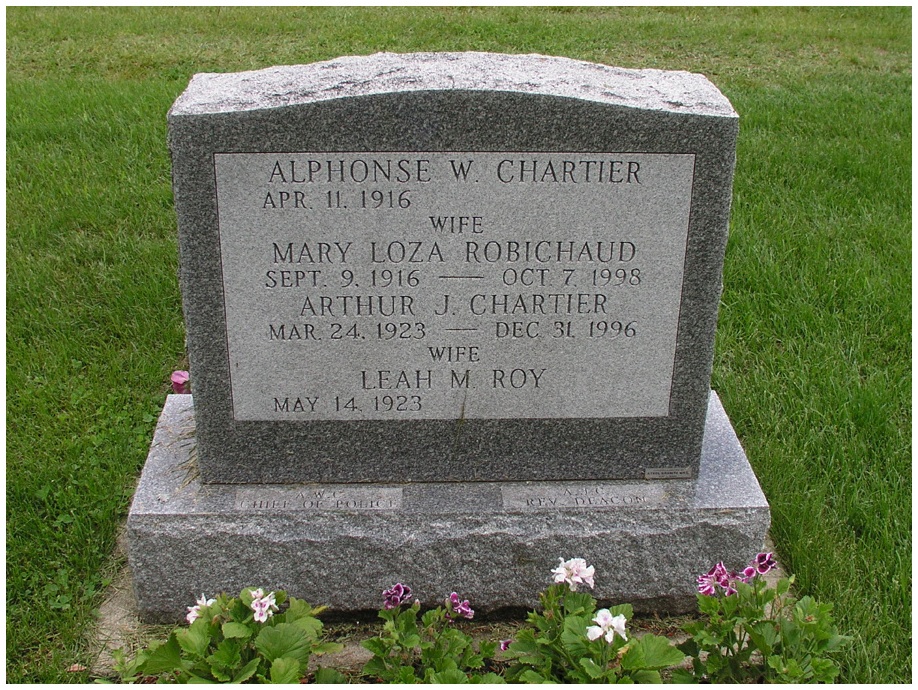 ALPHONSE W. CHARTIER
APR. 11. 1916
WIFE
MARY LOZA ROBICHAUD
SEPT. 9. 1916 — OCT. 7. 1998
ARTHUR J. CHARTIER
MAR. 24. 1923 — DEC. 31. 1996
WIFE
LEAH M. ROY
MAY 14. 1923
A.W.C.
CHIEF OF POLICE
A.J.C.
REV. DEACON